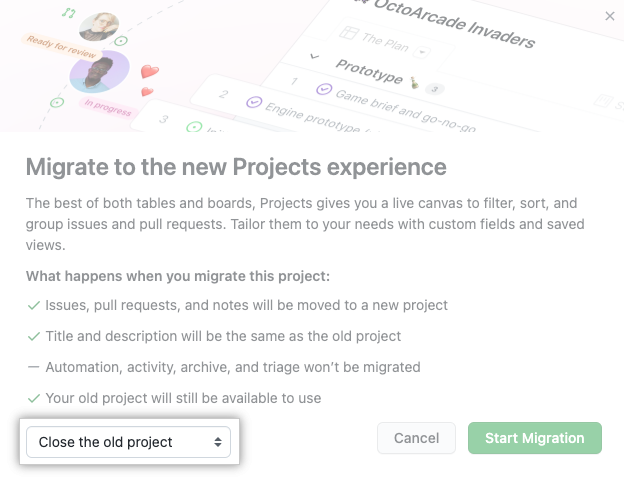 OctoArcade Invaders
The Plan
Ready for review
Prototype
3
1
Game brief and go-no-go
In progress
2
Engine prototype
3
Migrate to the new Projects experience
The best of both tables and boards, Projects gives you a live canvas to filter, sort, and
group issues and pull requests. Tailor them to your needs with custom fields and saved
views.
What happens when you migrate this project:
Issues, pull requests, and notes will be moved to a new project
Title and description will be the same as the old project
Automation, activity, archive, and triage won’t be migrated
Your old project will still be available to use
Close the old project
Cancel
Start Migration